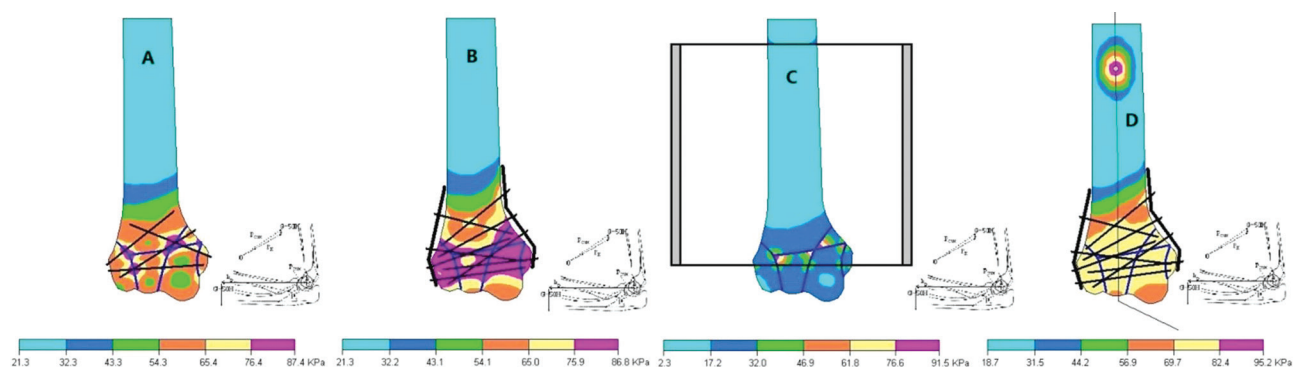 A
B
C
D
21.3 32.3 43.3 54.3 65.4 76.4 87.4 KPa
21.3 32.2 43.1 54.1 65.0 75.9 86.8 KPa
2.3 17.2 32.0 46.9 61.8 76.6 91.5 KPa
18.7 31.5 44.2 56.9 69.7 82.4 95.2 KPa